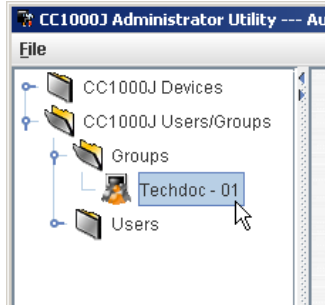 CC1000J Administrator Utility --- Au
File
CC1000J Devices
CC1000J Users/Groups
Groups
Techdoc - 01
Users